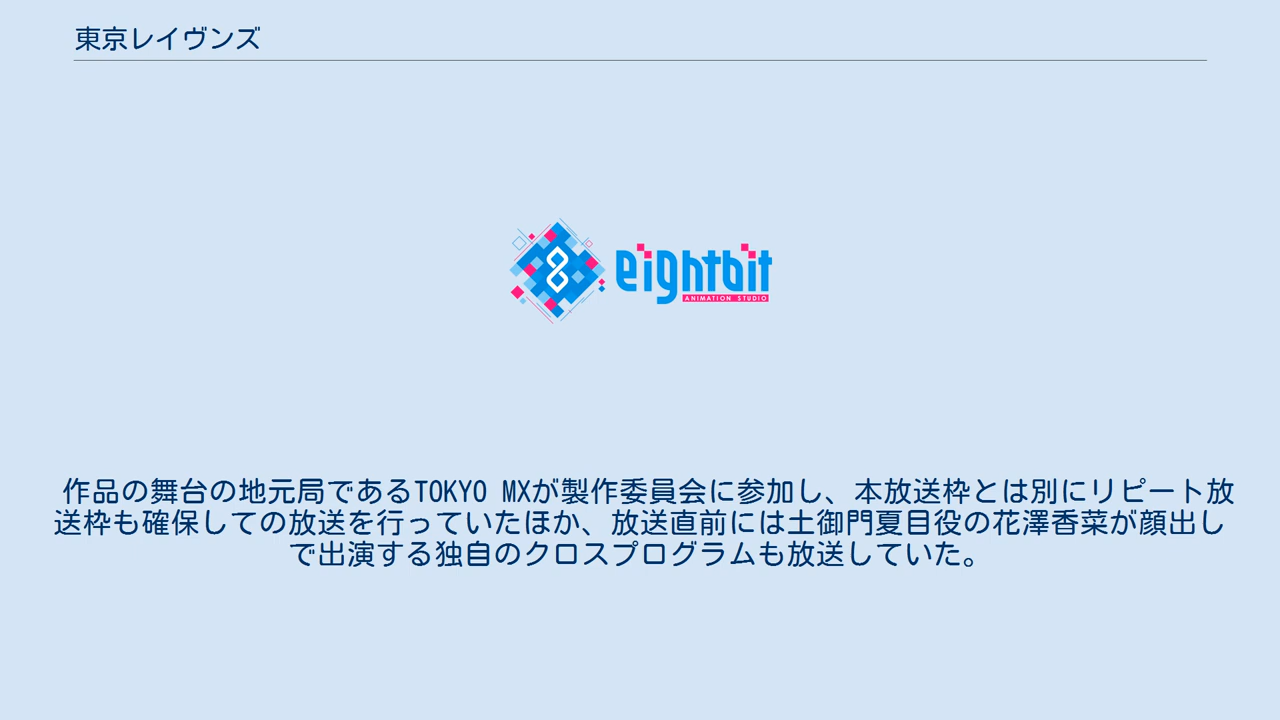 東京レイヴンズ
eightbit
ANIMATION STUDIO
作品の舞台の地元局であるTOKYO MXが製作委員会に参加し、本放送枠とは別にリピート放
送枠も確保しての放送を行っていたほか、放送直前には土御門夏目役の花澤香菜が顔出し
で出演する独自のクロスプログラムも放送していた。